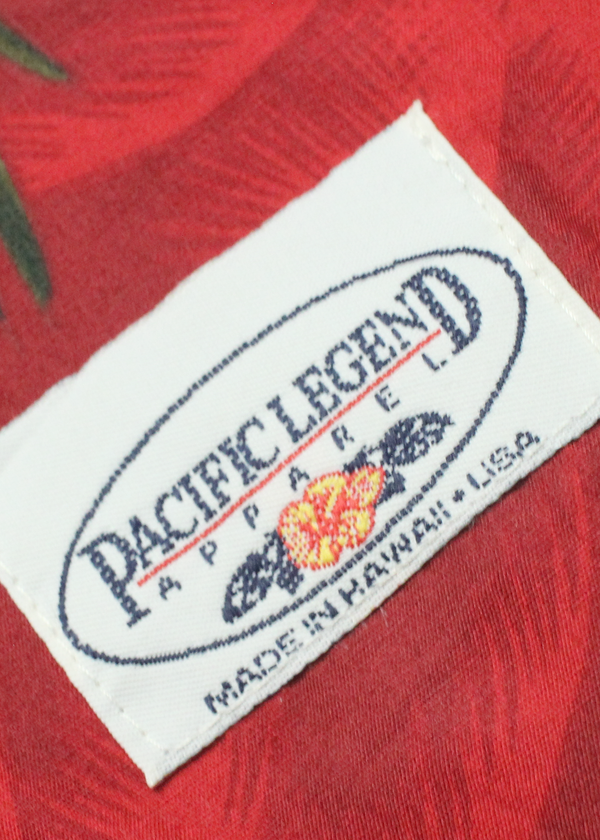 PACIFIC LEGEND
APPAREL
MADE IN HAWAII • USA